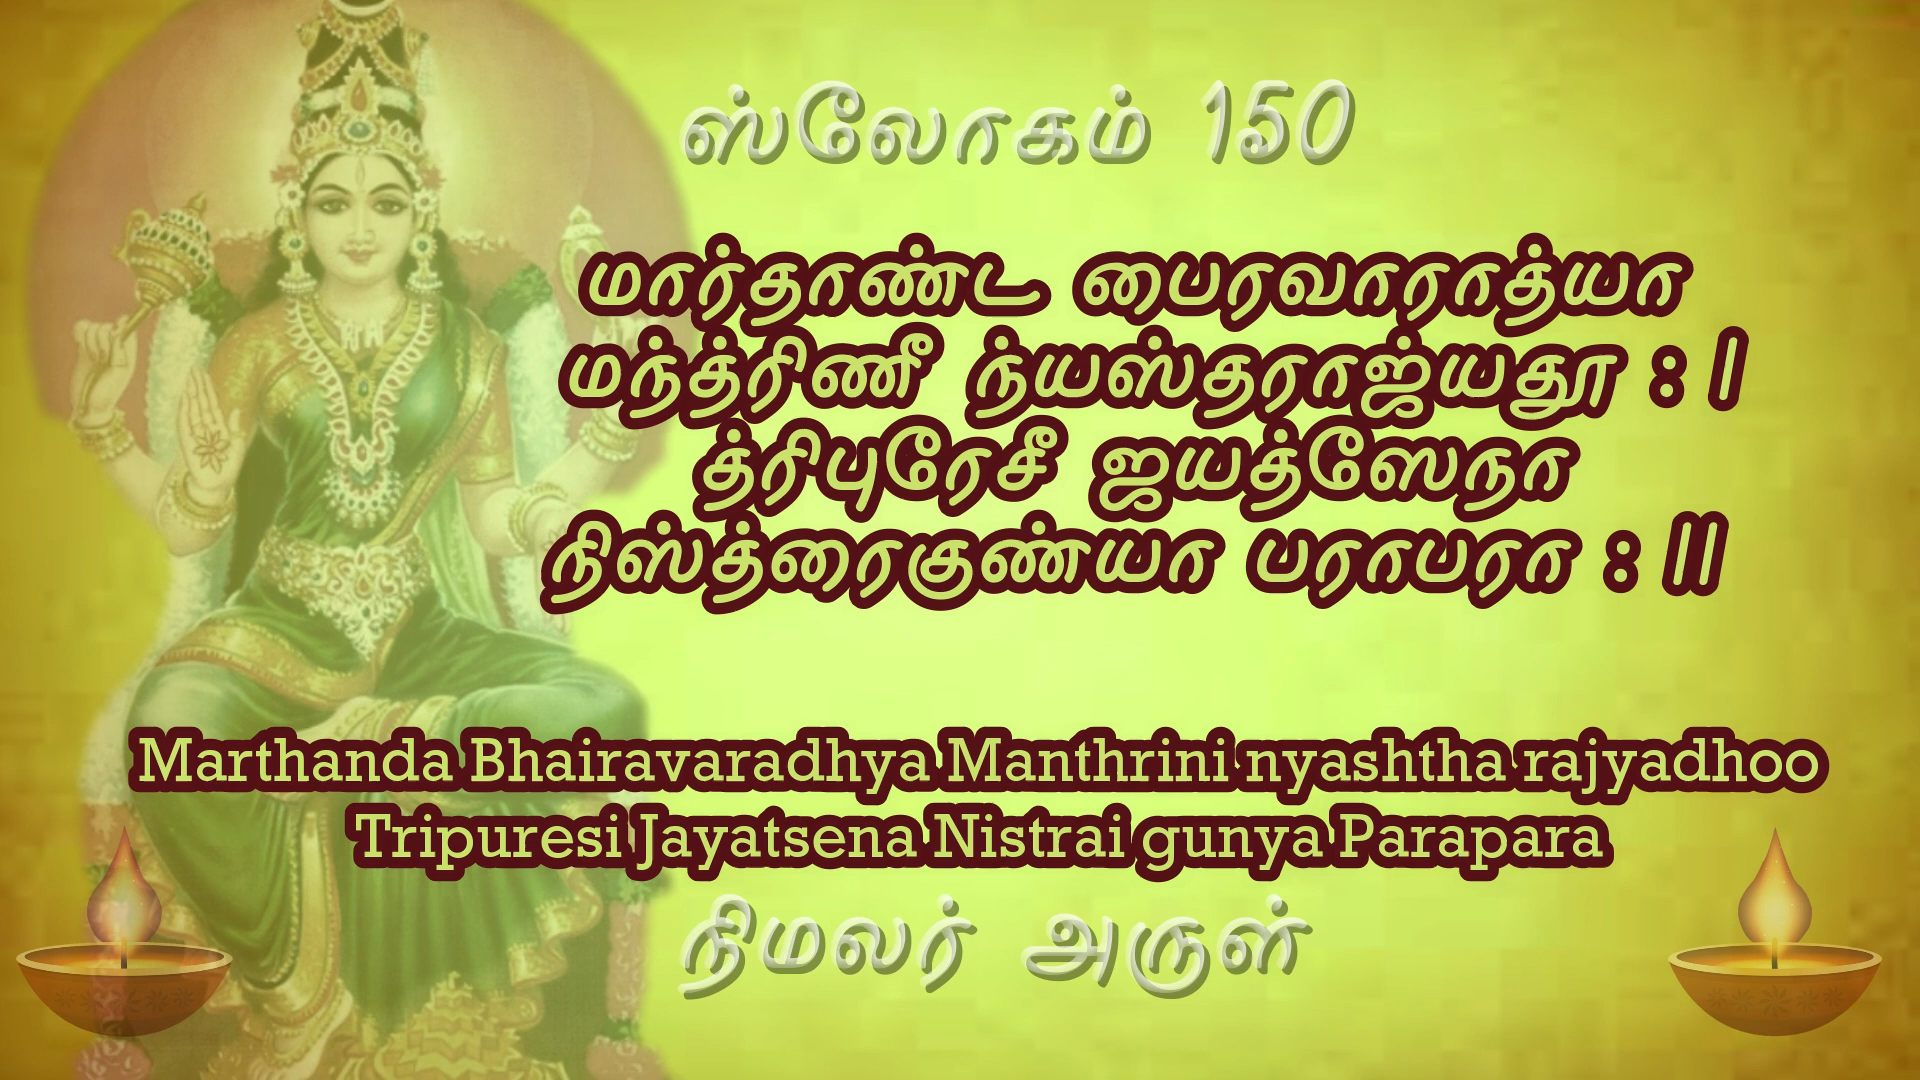 ஸ்லோகம் 150
மார்தாண்ட பைரவாராத்யா
மந்த்ரிணீ ந்யஸ்தராஜ்யதூ : |
த்ரிபுரேசீ ஜயத்ஸேநா
நிஸ்த்ரைகுண்யா பராபரா : ||
Marthanda Bhairavaradhya Manthrini nyashtha rajyadhoo
Tripuresi Jayatsena Nistrai gunya Parapara
நிமலர் அருள்